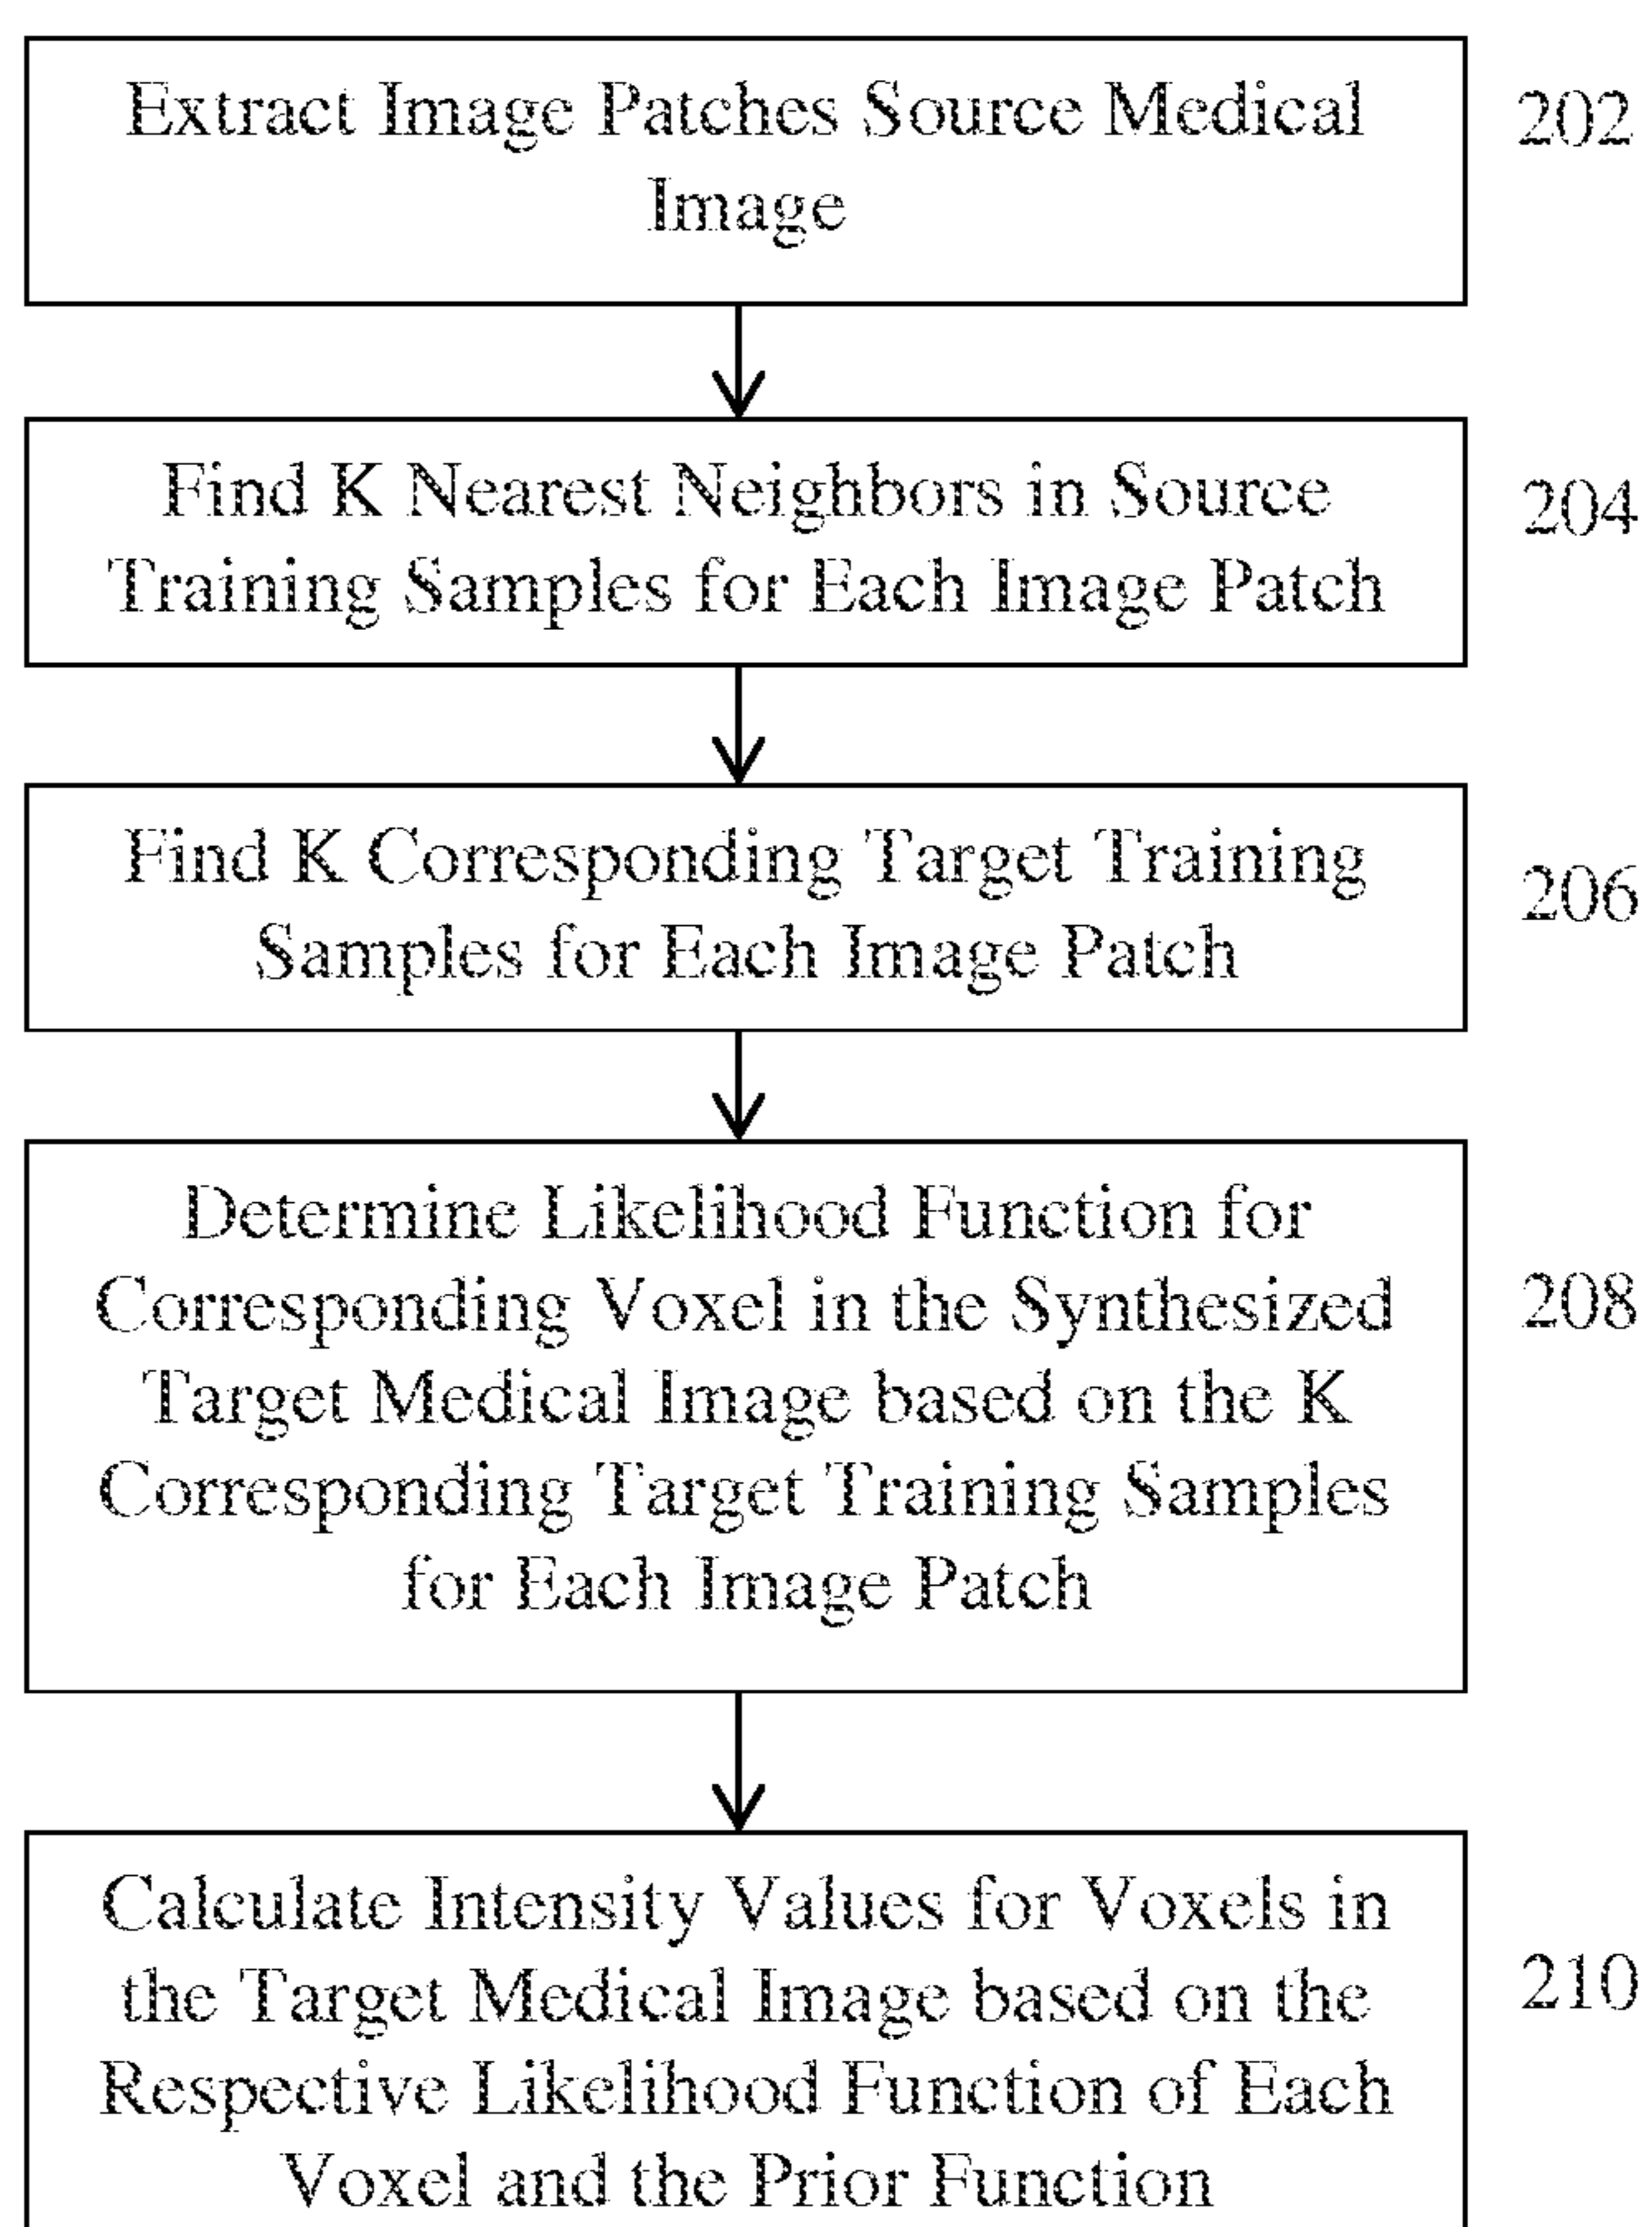 Extract Image Patches Source Medical
Image
202
Find K Nearest Neighbors in Source
Training Samples for Each Image Patch
204
Find K Corresponding Target Training
Samples for Each Image Patch
206
Determine Likelihood Function for
Corresponding Voxel in the Synthesized
Target Medical Image based on the K
Corresponding Target Training Samples
for Each Image Patch
208
Calculate Intensity Values for Voxels in
the Target Medical Image based on the
Respective Likelihood Function of Each
Voxel and the Prior Function
210